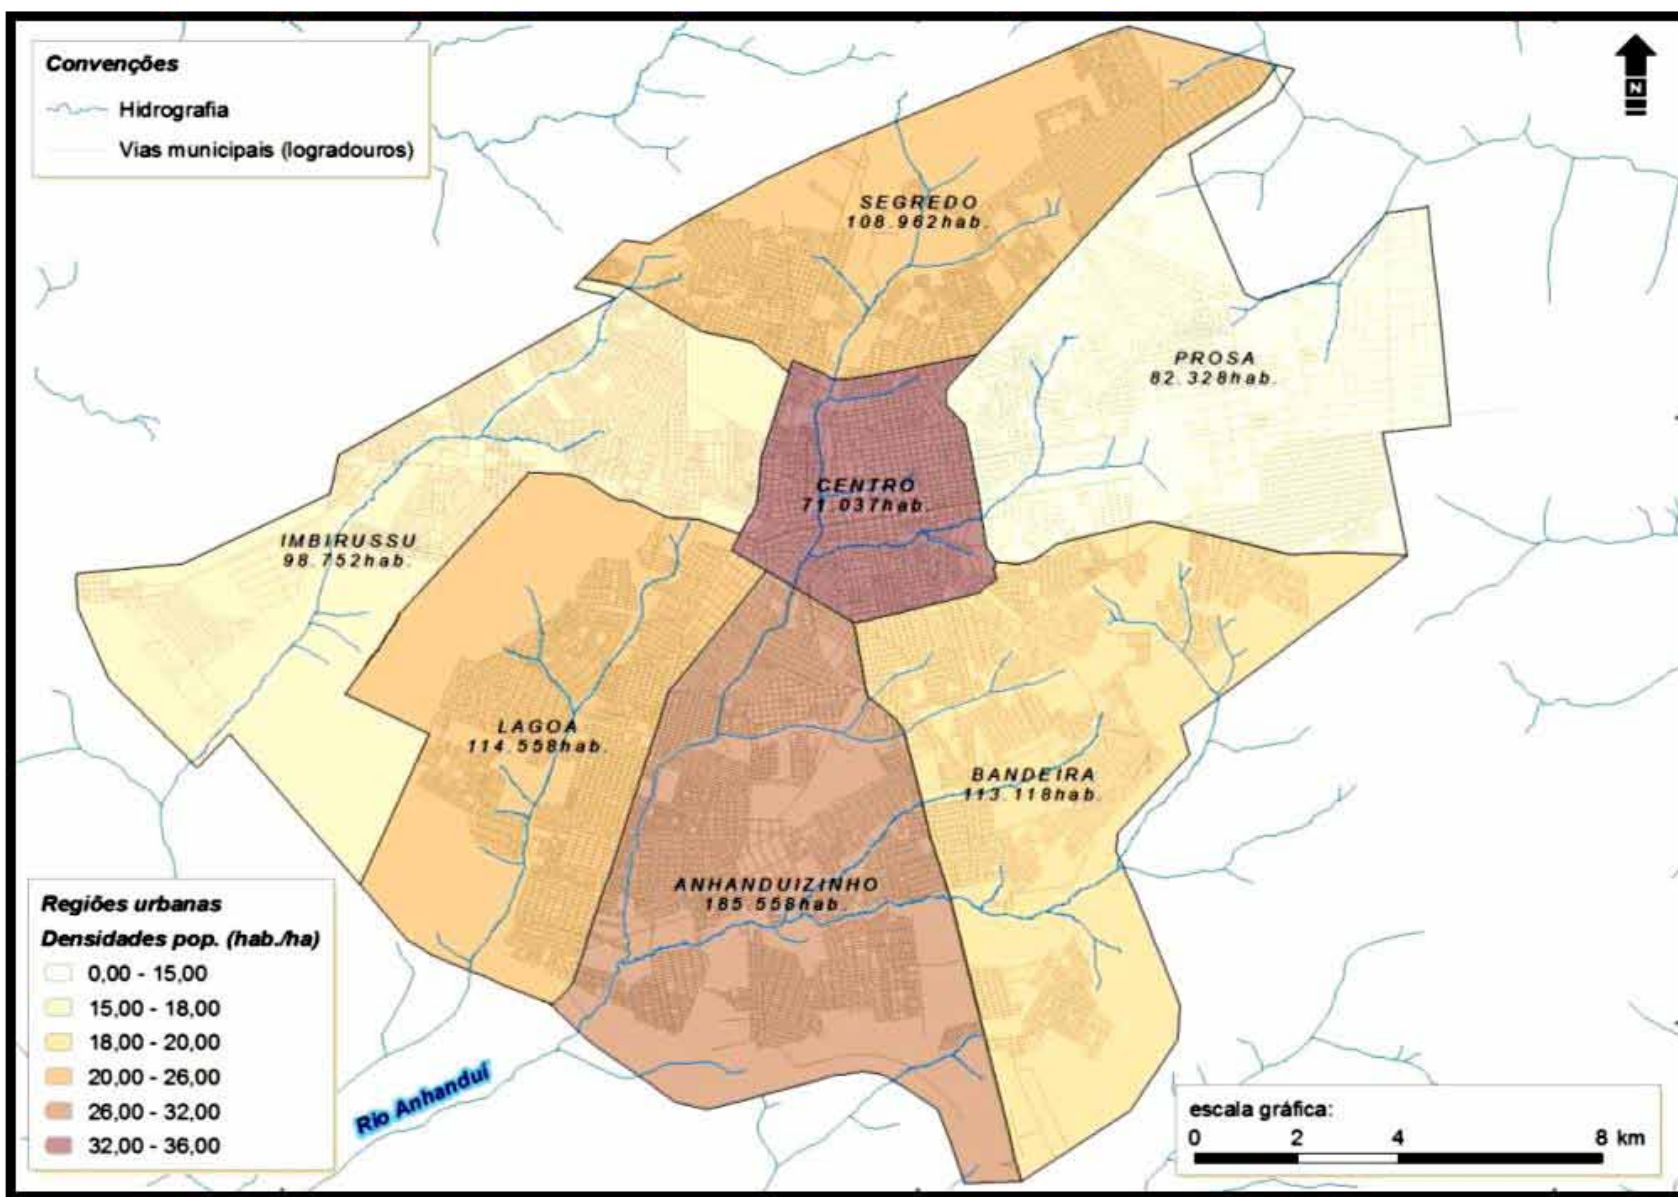 Convenções
Hidrografia
Vias municipais (logradouros)
N
SEGREDO
108.962hab.
PROSA
82.328hab.
CENTRO
71.037hab.
IMBIRUSSU
98.752hab.
LAGOA
114.558hab.
BANDEIRA
113.118hab.
ANHANDUIZINHO
185.558hab.
Regiões urbanas
Densidades pop. (hab./ha)
0,00 - 15,00
15,00 - 18,00
18,00 - 20,00
20,00 - 26,00
26,00 - 32,00
32,00 - 36,00
Rio Anhanduí
escala gráfica:
0 2 4 8 km